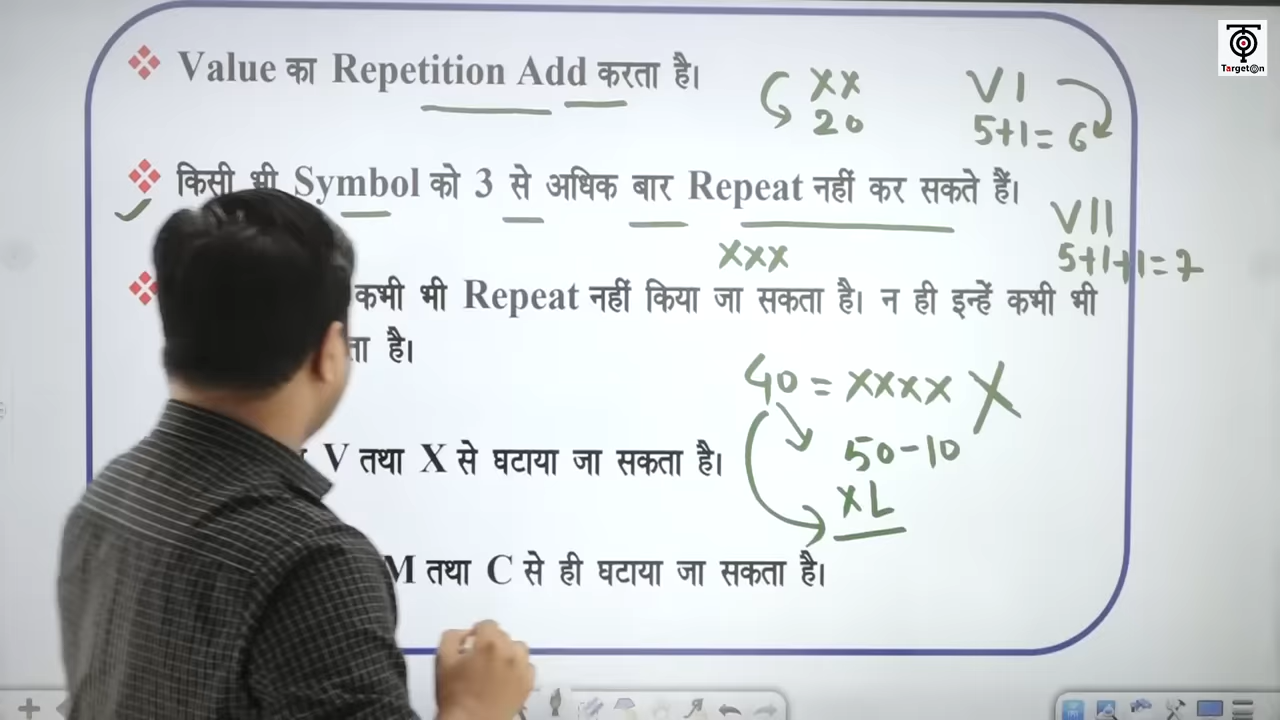 Value का Repetition Add करता है।
XX
20
VI
5+1=6
किसी भी Symbol को 3 से अधिक बार Repeat नहीं कर सकते हैं।
VII
5+1+1=7
XXX
कभी भी Repeat नहीं किया जा सकता है। न ही इन्हें कभी भी
है।
40 = XXXX X
50-10
XL
V तथा X से घटाया जा सकता है।
M तथा C से ही घटाया जा सकता है।
Target@n